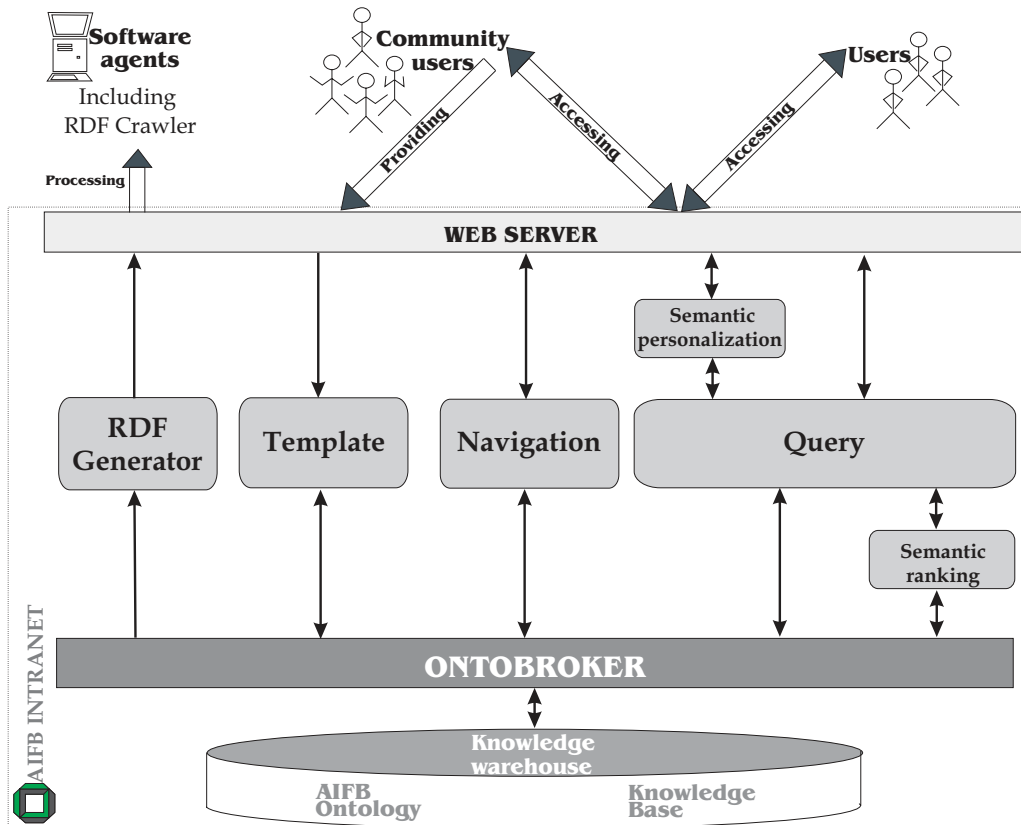 Software
agents
Including
RDF Crawler
Community
users
Users
Processing
Providing
Accessing
Accessing
WEB SERVER
Semantic
personalization
RDF
Generator
Template
Navigation
Query
Semantic
ranking
AIFB INTRANET
ONTOBROKER
Knowledge
warehouse
AIFB
Ontology
Knowledge
Base